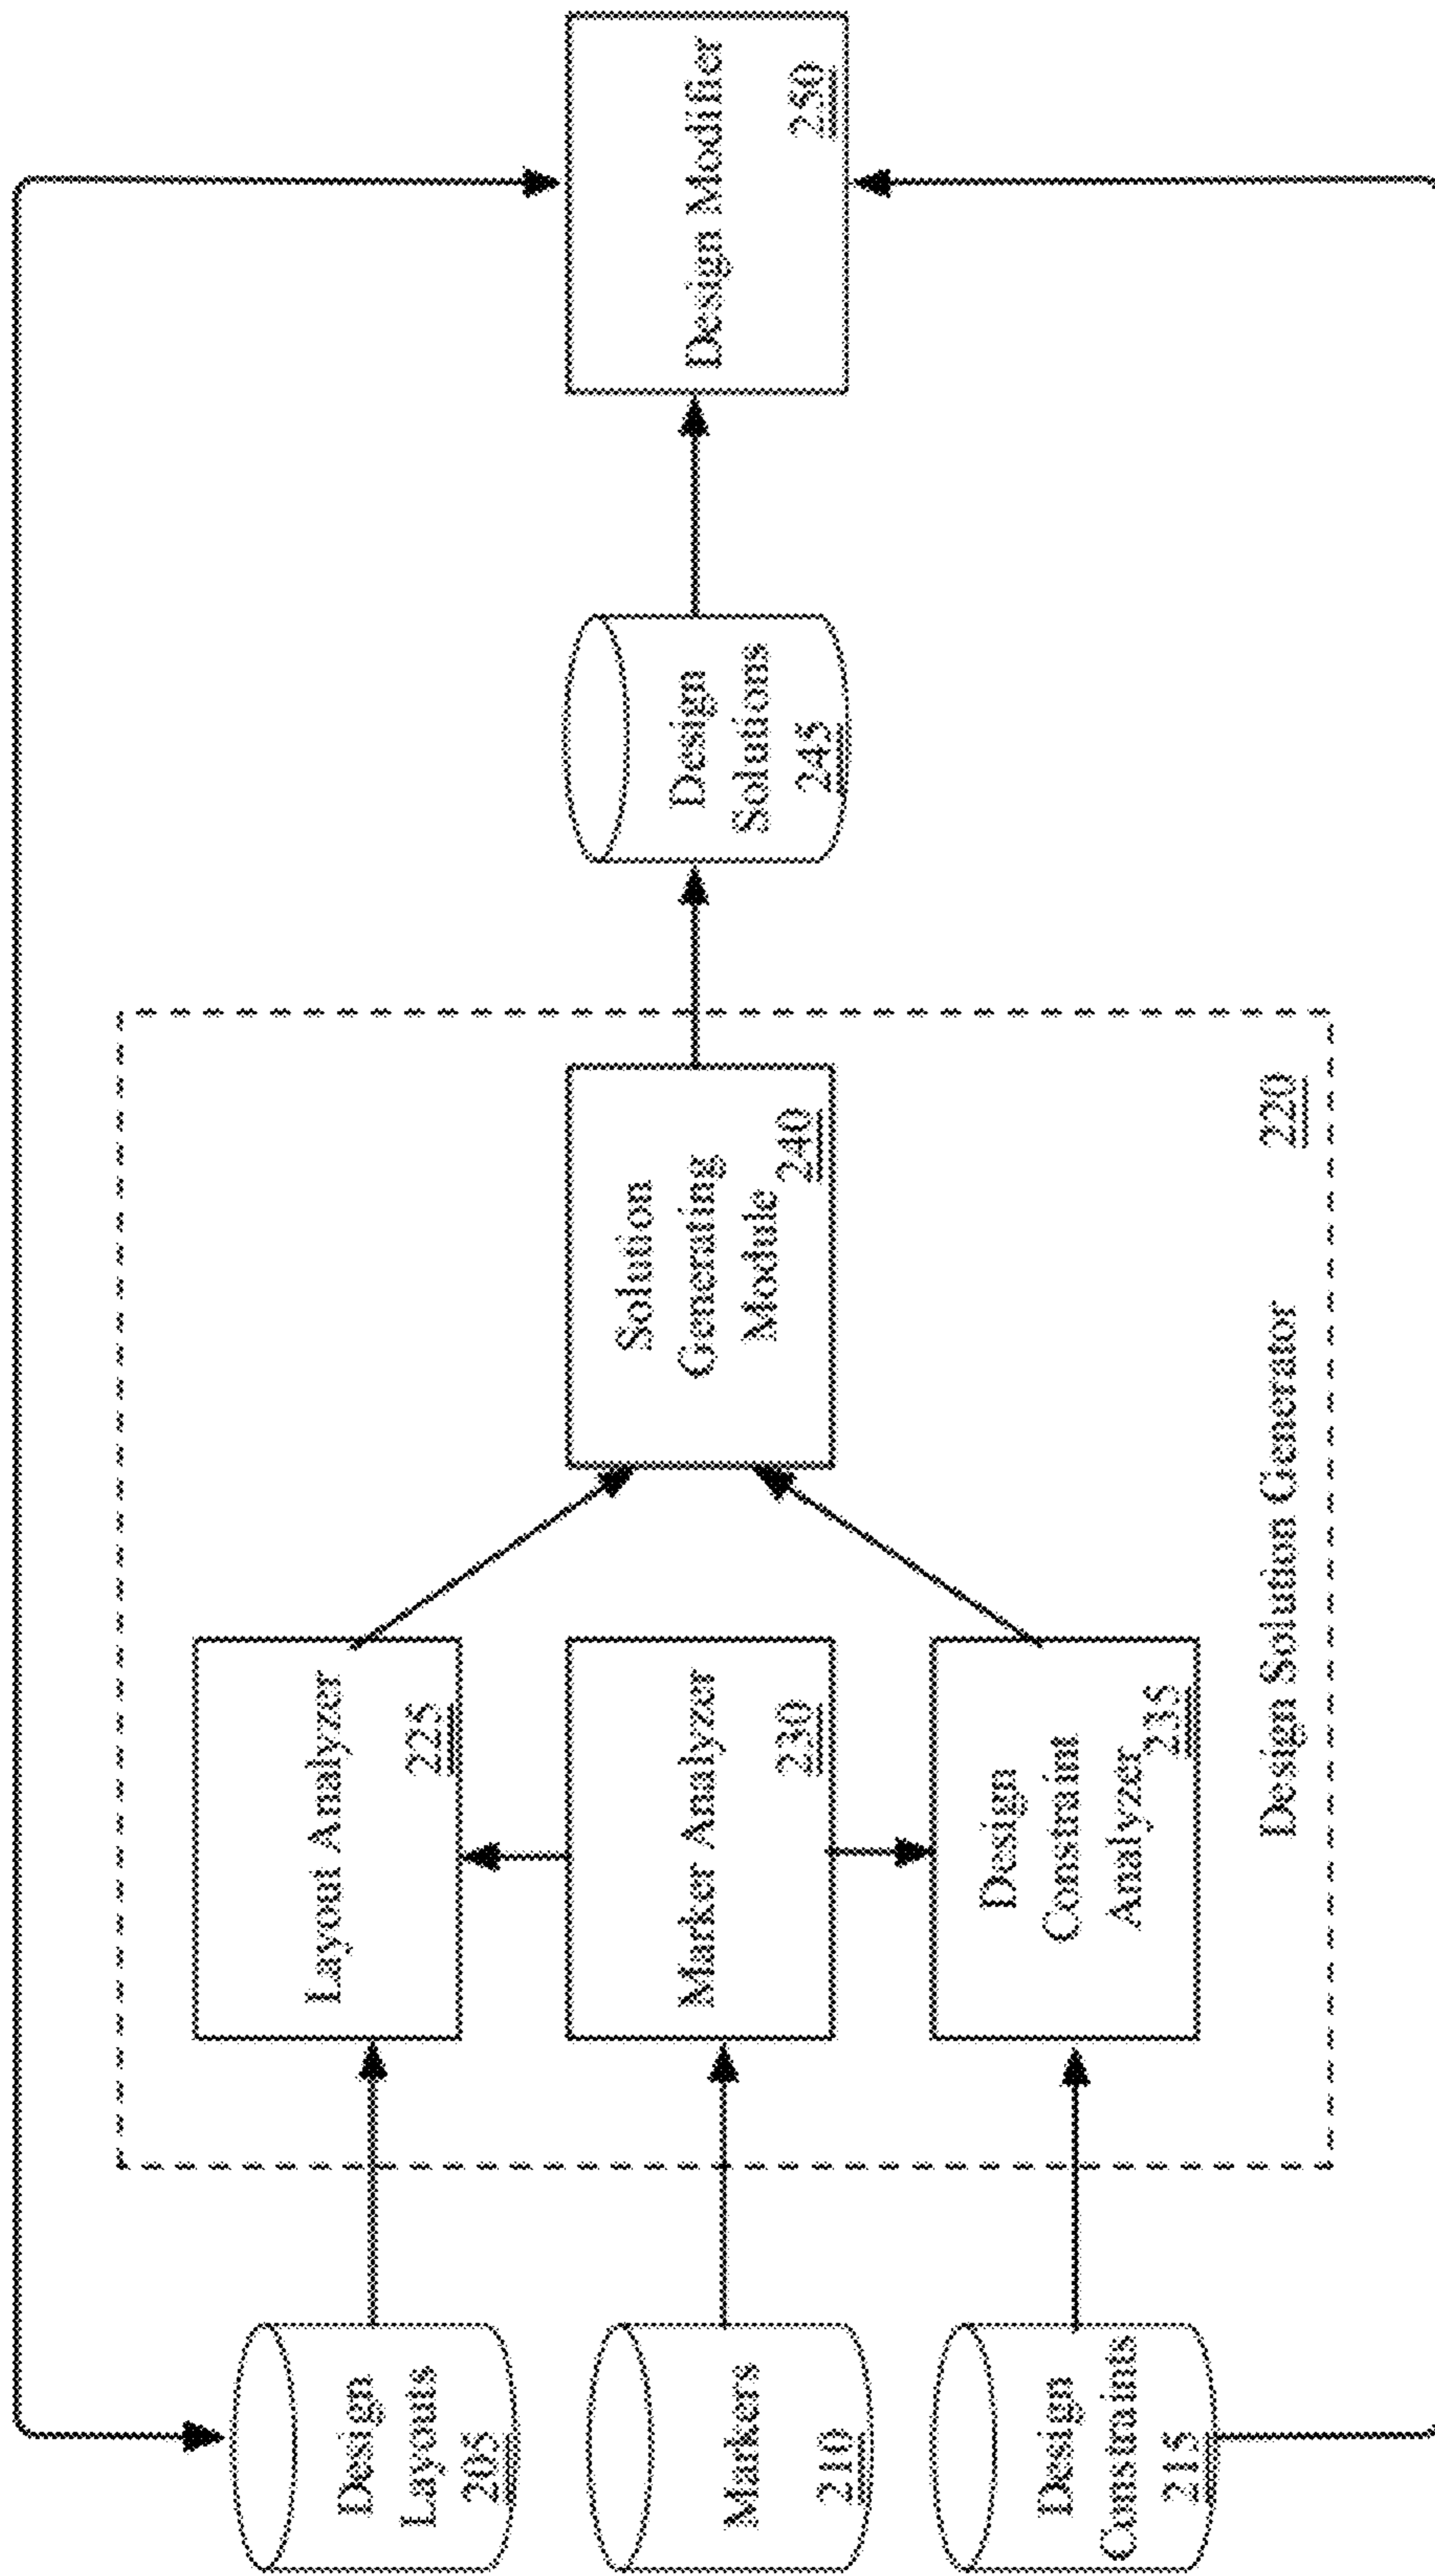 Design
Layouts
205
Markers
210
Design
Constraints
215
Layout Analyzer
225
Marker Analyzer
230
Design
Constraint
Analyzer
235
Solution
Generating
Module
240
Design Solution Generator
220
Design
Solutions
245
Design Modifier
250